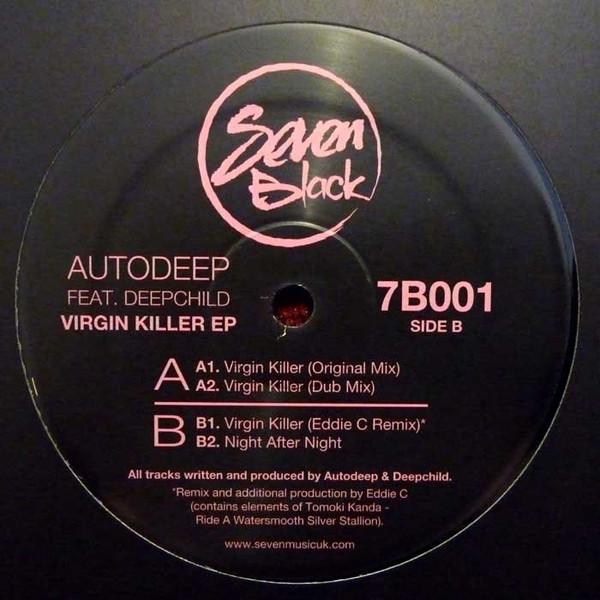 Seven
Black
AUTODEEP
FEAT. DEEPCHILD
VIRGIN KILLER EP
7B001
SIDE B
A
A1. Virgin Killer (Original Mix)
A2. Virgin Killer (Dub Mix)
B
B1. Virgin Killer (Eddie C Remix)*
B2. Night After Night
All tracks written and produced by Autodeep & Deepchild.
*Remix and additional production by Eddie C
(contains elements of Tomoki Kanda -
Ride A Watersmooth Silver Stallion).
www.sevenmusicuk.com